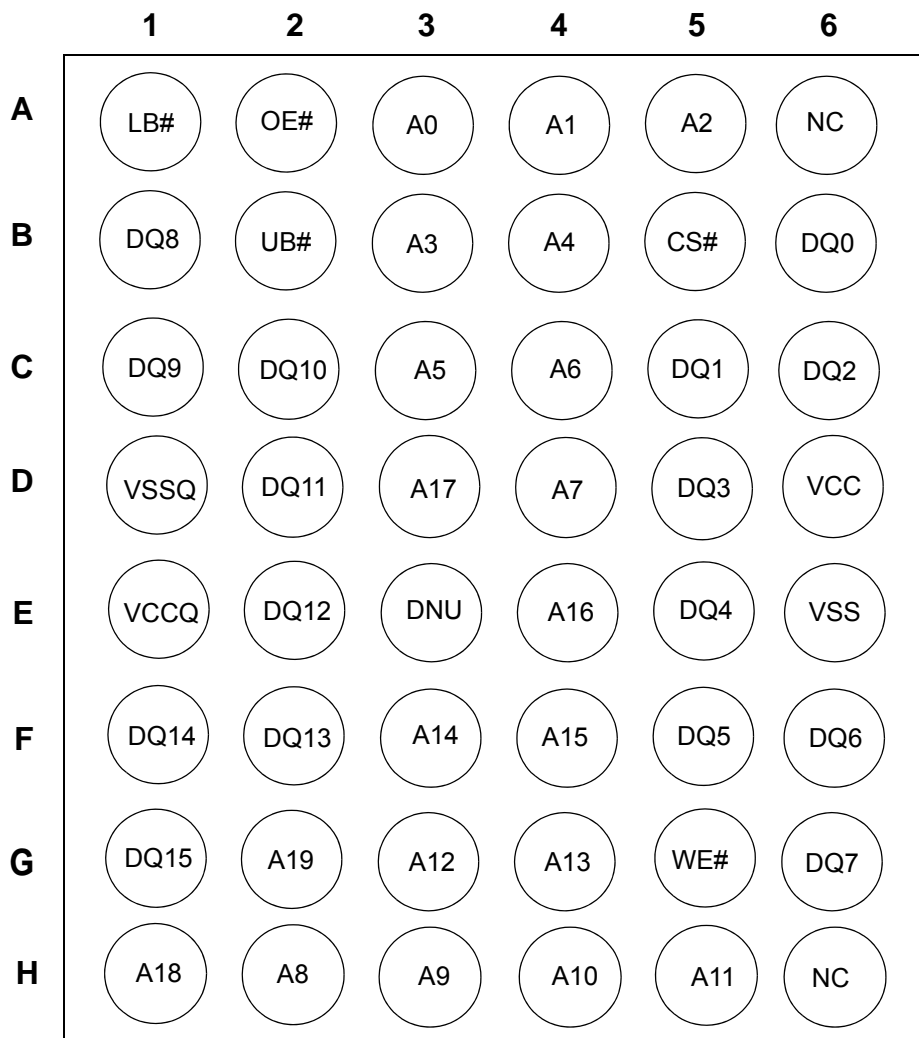 1 2 3 4 5 6
A LB# OE# A0 A1 A2 NC
B DQ8 UB# A3 A4 CS# DQ0
C DQ9 DQ10 A5 A6 DQ1 DQ2
D VSSQ DQ11 A17 A7 DQ3 VCC
E VCCQ DQ12 DNU A16 DQ4 VSS
F DQ14 DQ13 A14 A15 DQ5 DQ6
G DQ15 A19 A12 A13 WE# DQ7
H A18 A8 A9 A10 A11 NC